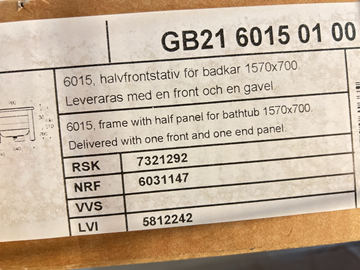 GB21 6015 01 00
6015, halvfrontstativ för badkar 1570x700.
Leveraras med en front och en gavel.
6015, frame with half panel for bathtub 1570x700.
Delivered with one front and one end panel.
RSK 7321292
NRF 6031147
VVS
LVI 5812242